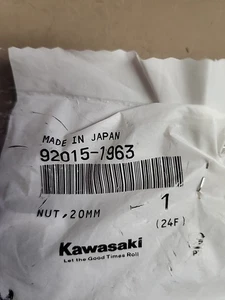 MADE IN JAPAN
92015-1963
1
NUT,20MM
(24F)
Kawasaki
Let the Good Times Roll